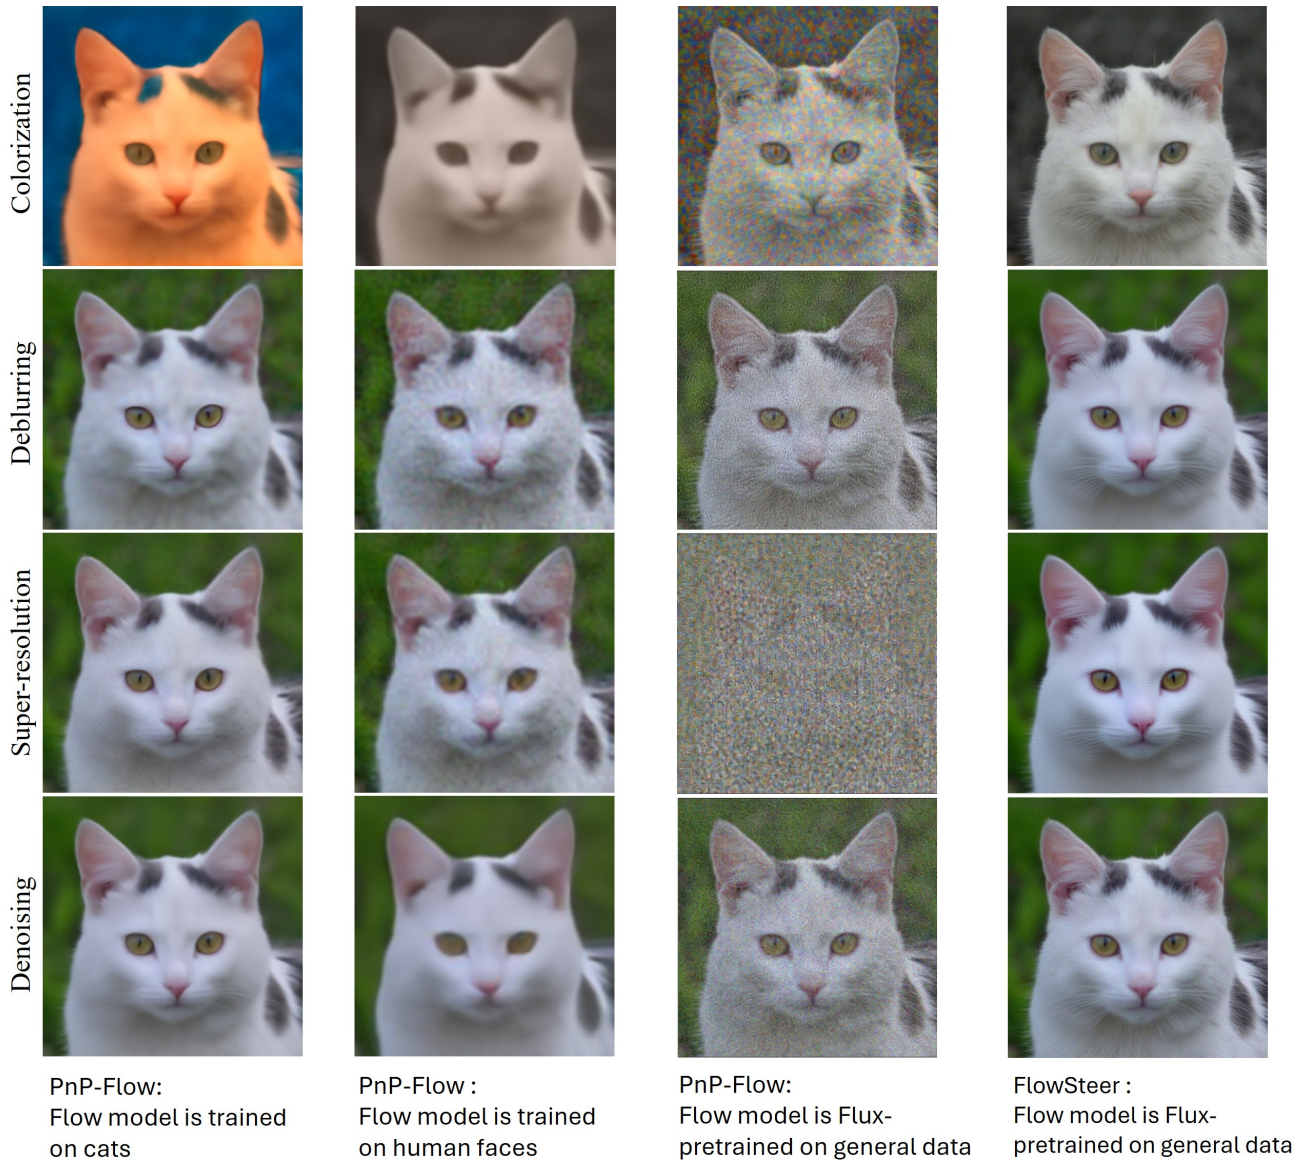 Colorization
Deblurring
Super-resolution
Denoising
PnP-Flow:
Flow model is trained
on cats
PnP-Flow :
Flow model is trained
on human faces
PnP-Flow:
Flow model is Flux-
pretrained on general data
FlowSteer :
Flow model is Flux-
pretrained on general data